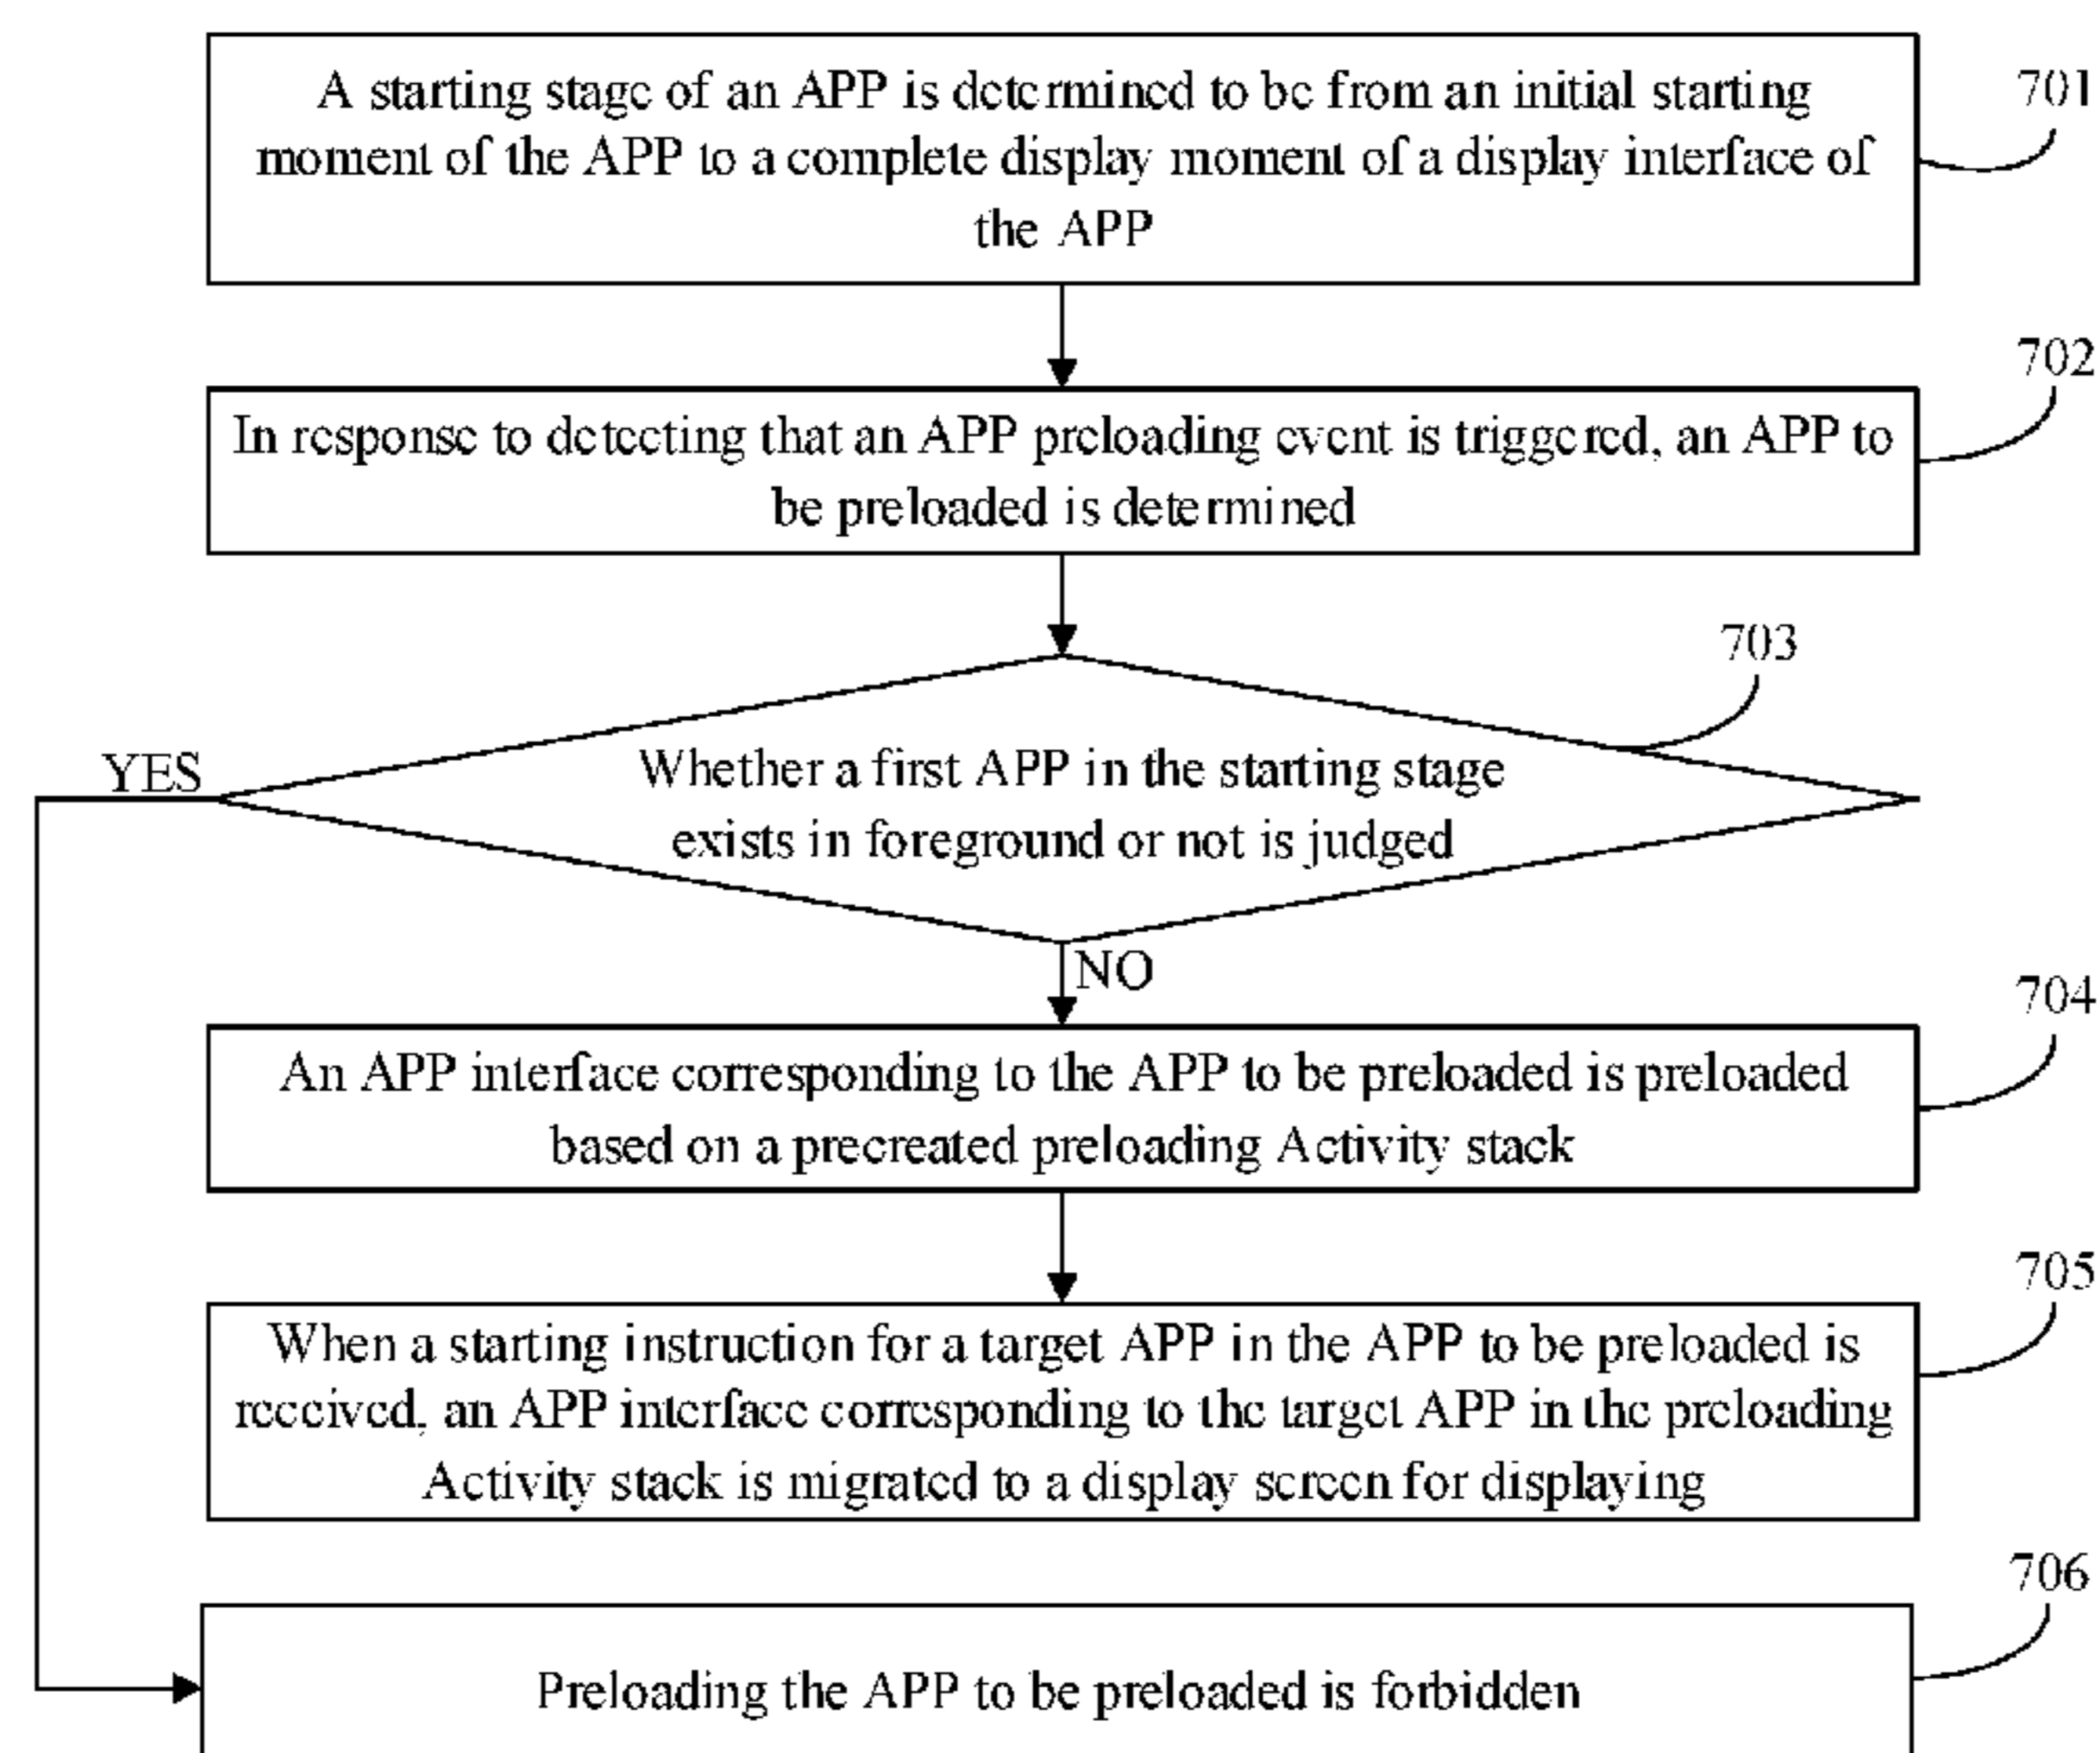 A starting stage of an APP is determined to be from an initial starting
moment of the APP to a complete display moment of a display interface of
the APP
701
In response to detecting that an APP preloading event is triggered, an APP to
be preloaded is determined
702
703
YES
Whether a first APP in the starting stage
exists in foreground or not is judged
NO
704
An APP interface corresponding to the APP to be preloaded is preloaded
based on a precreated preloading Activity stack
705
When a starting instruction for a target APP in the APP to be preloaded is
received, an APP interface corresponding to the target APP in the preloading
Activity stack is migrated to a display screen for displaying
706
Preloading the APP to be preloaded is forbidden